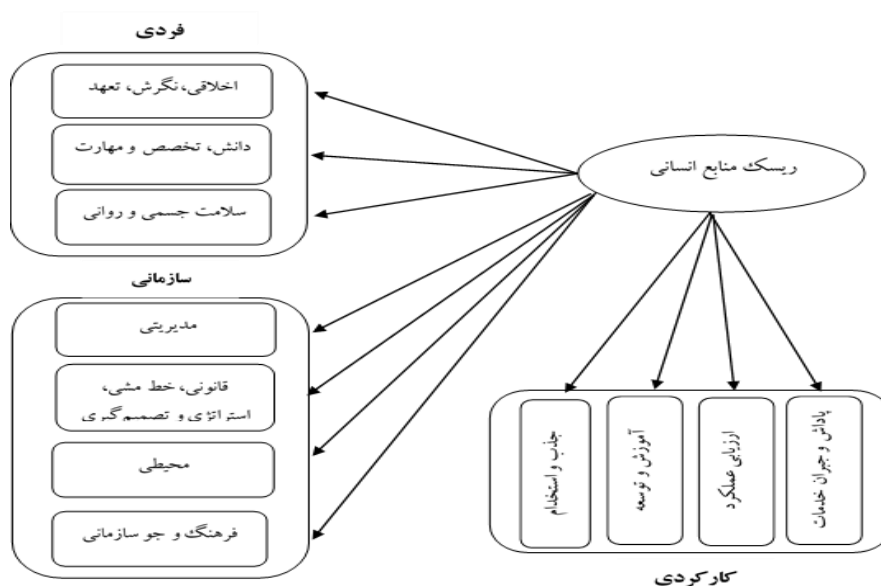 فردی
اخلاقی، نگرش، تعهد
دانش، تخصص و مهارت
سلامت جسمی و روانی
ریسک منابع انسانی
سازمانی
مدیریتی
قانونی، خط مشی،
استراتژی و تصمیم‌گیری
محیطی
فرهنگ و جو سازمانی
پاداش و جبران خدمات
ارزیابی عملکرد
آموزش و توسعه
جذب و استخدام
کارکردی